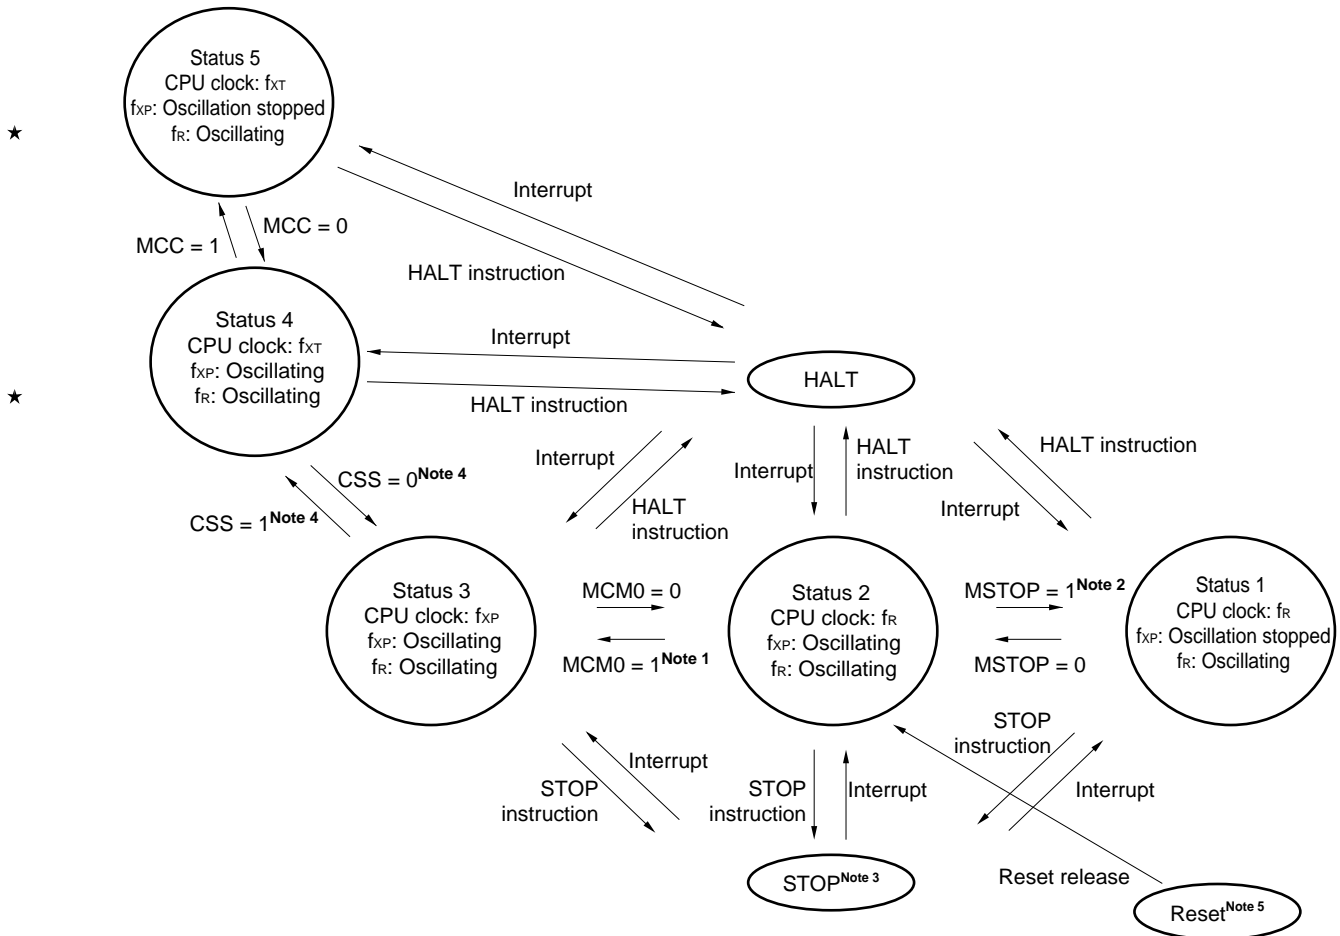 Status 5
CPU clock: fXT
fXP: Oscillation stopped
★
fR: Oscillating
Interrupt
MCC = 0
MCC = 1
HALT instruction
Status 4
CPU clock: fXT
fXP: Oscillating
fR: Oscillating
★
Interrupt
HALT
HALT instruction
Interrupt
HALT
instruction
Interrupt
HALT
instruction
HALT instruction
Interrupt
CSS = 0Note 4
CSS = 1Note 4
Status 3
CPU clock: fXP
fXP: Oscillating
fR: Oscillating
MCM0 = 0
MCM0 = 1Note 1
Status 2
CPU clock: fR
fXP: Oscillating
fR: Oscillating
MSTOP = 1Note 2
MSTOP = 0
Status 1
CPU clock: fR
fXP: Oscillation stopped
fR: Oscillating
Interrupt
STOP
instruction
STOP
instruction
Interrupt
STOP
instruction
Interrupt
STOPNote 3
Reset release
ResetNote 5